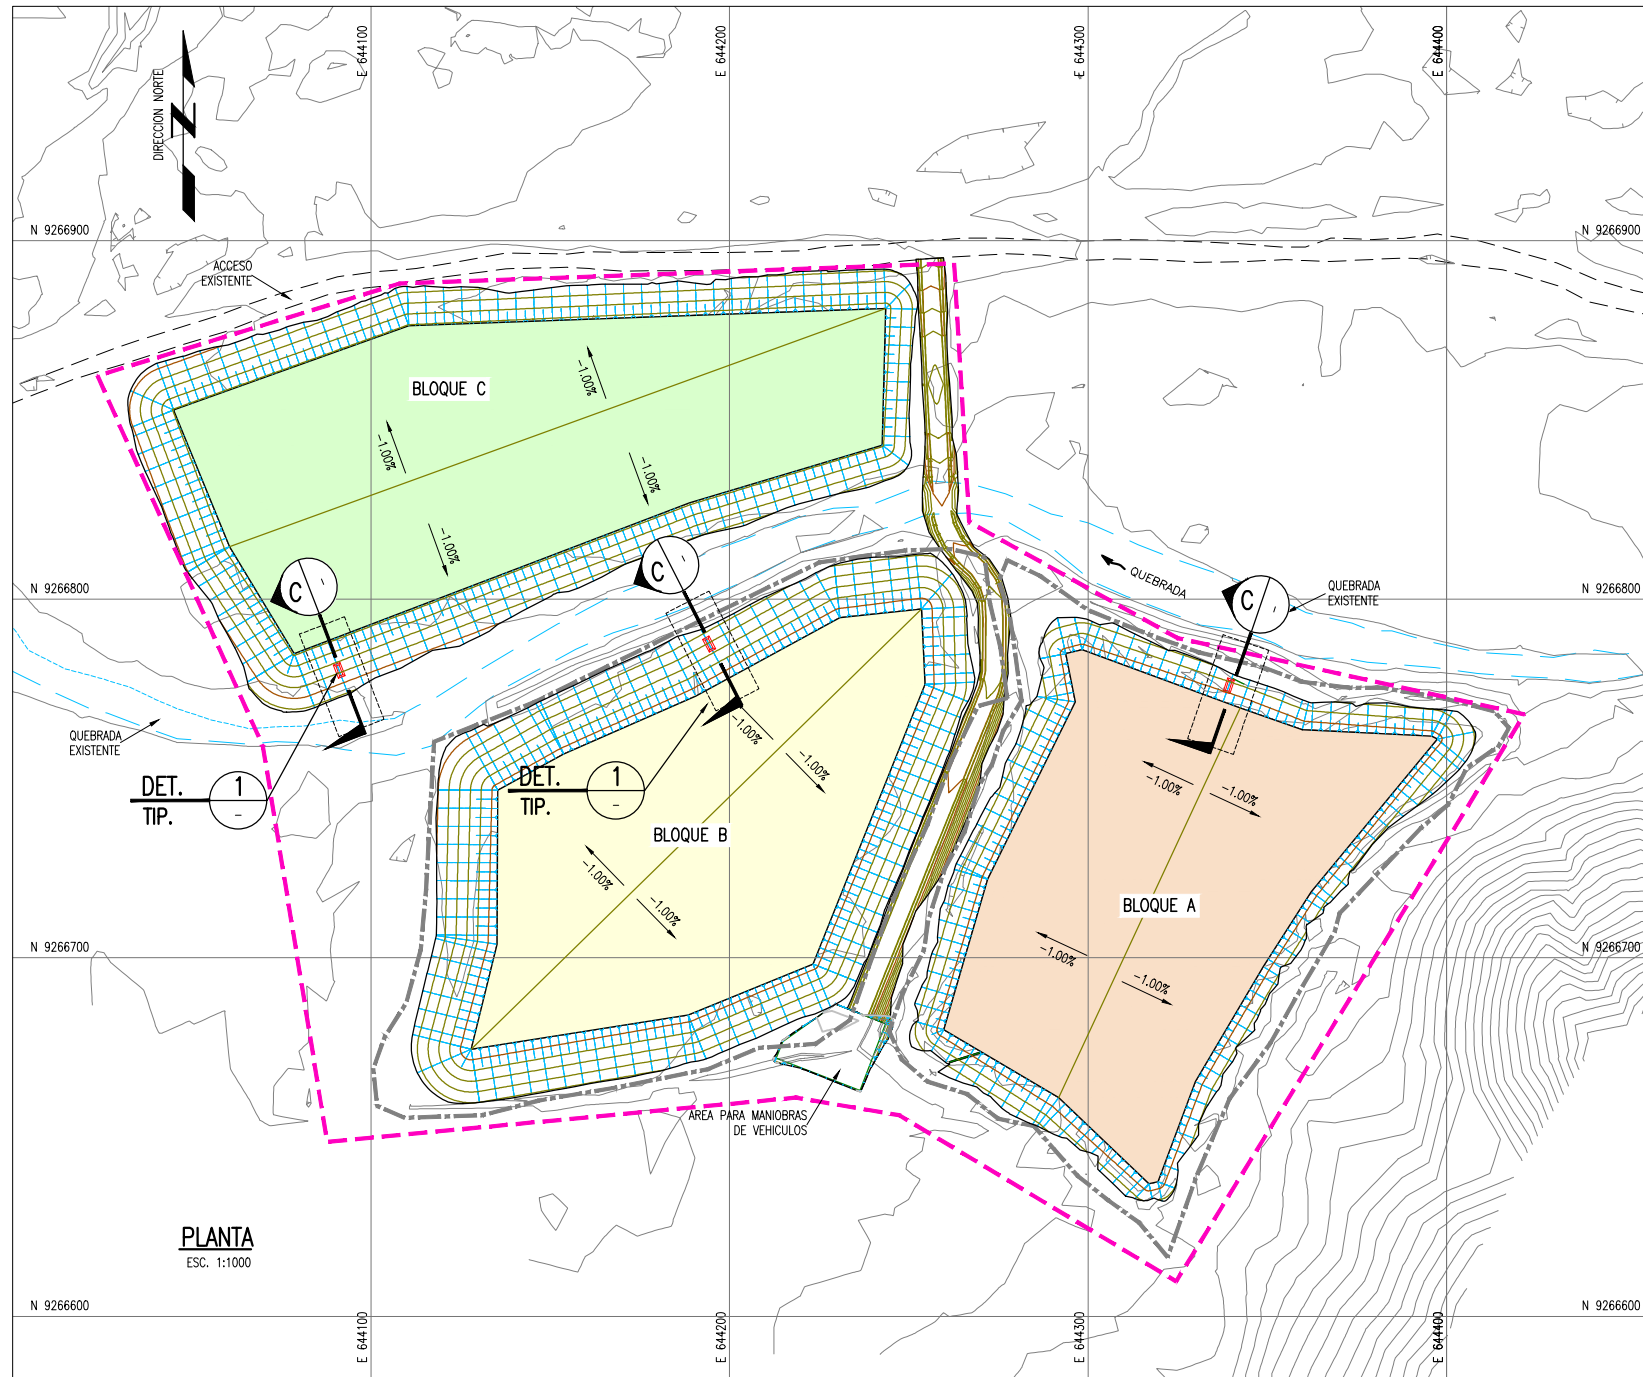 E 644100
E 644200
E 644300
E 644400
DIRECCION NORTE
N
N 9266900
N 9266900
ACCESO
EXISTENTE
BLOQUE C
-1.00%
-1.00%
-1.00%
-1.00%
C
-
C
-
QUEBRADA
C
-
QUEBRADA
EXISTENTE
N 9266800
N 9266800
QUEBRADA
EXISTENTE
DET.
TIP.
1
-
DET.
TIP.
1
-
-1.00%
-1.00%
BLOQUE B
-1.00%
-1.00%
-1.00%
-1.00%
BLOQUE A
-1.00%
-1.00%
N 9266700
N 9266700
AREA PARA MANIOBRAS
DE VEHICULOS
PLANTA
ESC. 1:1000
N 9266600
N 9266600
E 644100
E 644200
E 644300
E 644400